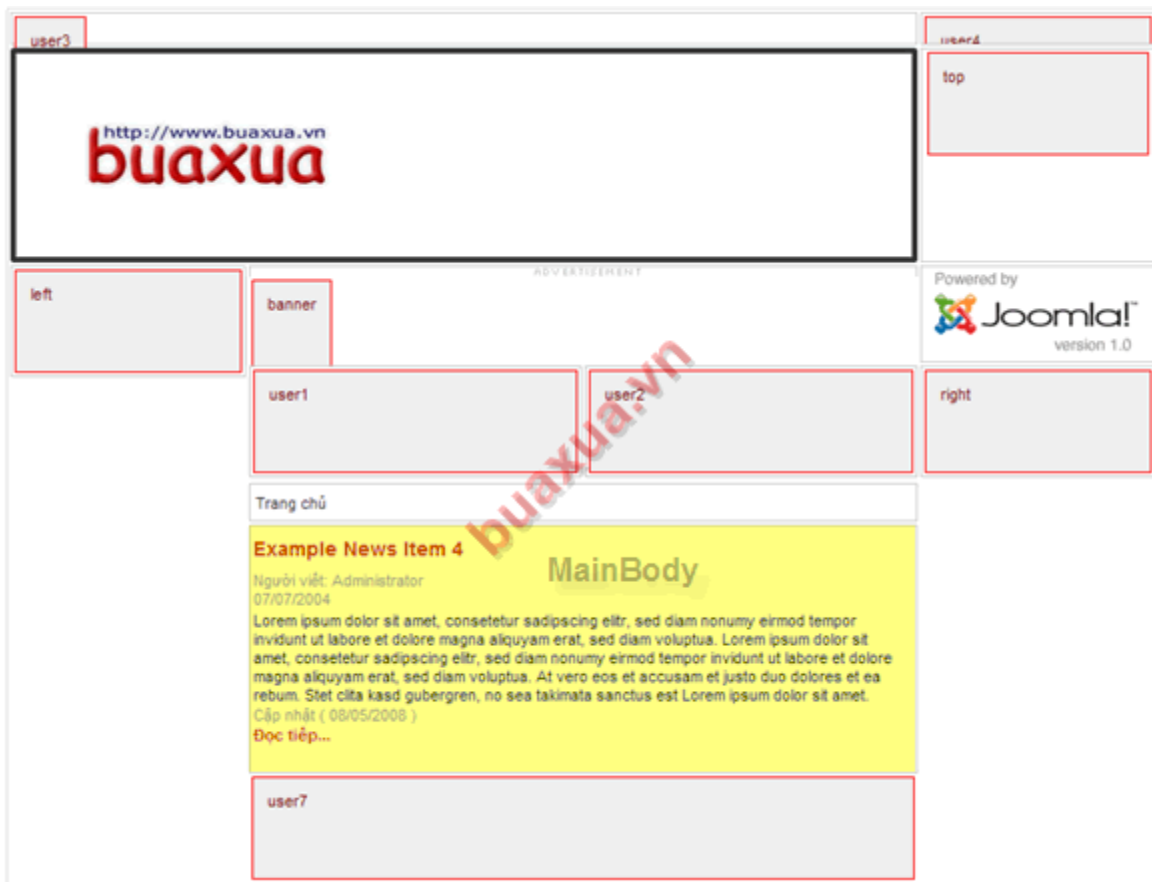 user3
user4
top
http://www.buaxua.vn
buaxua
left
ADVERTISEMENT
banner
Powered by
Joomla!™
version 1.0
user1
user2
right
buaxua.vn
Trang chủ
Example News Item 4
MainBody
Người viết: Administrator
07/07/2004
Lorem ipsum dolor sit amet, consetetur sadipscing elitr, sed diam nonumy eirmod tempor
invidunt ut labore et dolore magna aliquyam erat, sed diam voluptua. Lorem ipsum dolor sit
amet, consetetur sadipscing elitr, sed diam nonumy eirmod tempor invidunt ut labore et dolore
magna aliquyam erat, sed diam voluptua. At vero eos et accusam et justo duo dolores et ea
rebum. Stet clita kasd gubergren, no sea takimata sanctus est Lorem ipsum dolor sit amet.
Cập nhật ( 08/05/2008 )
Đọc tiếp...
user7